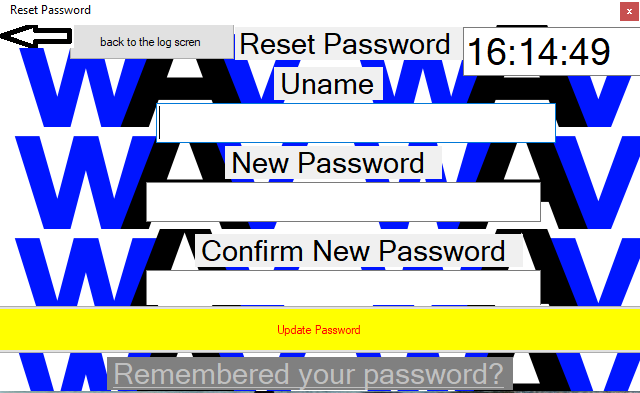 Reset Password
back to the log scren
Reset Password
16:14:49
Uname
New Password
Confirm New Password
Update Password
Remembered your password?